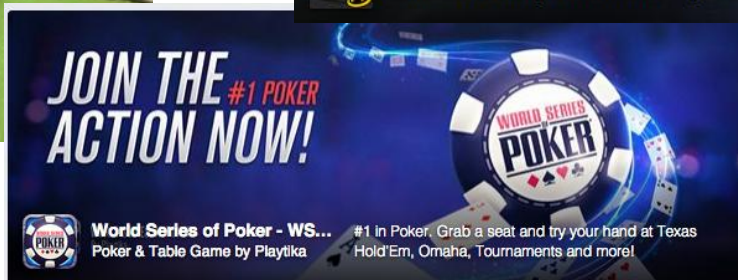 JOIN THE #1 POKER
ACTION NOW!
WORLD SERIES
OF
POKER
POKER
World Series of Poker - WS...
Poker & Table Game by Playtika
#1 in Poker. Grab a seat and try your hand at Texas
Hold'Em, Omaha, Tournaments and more!